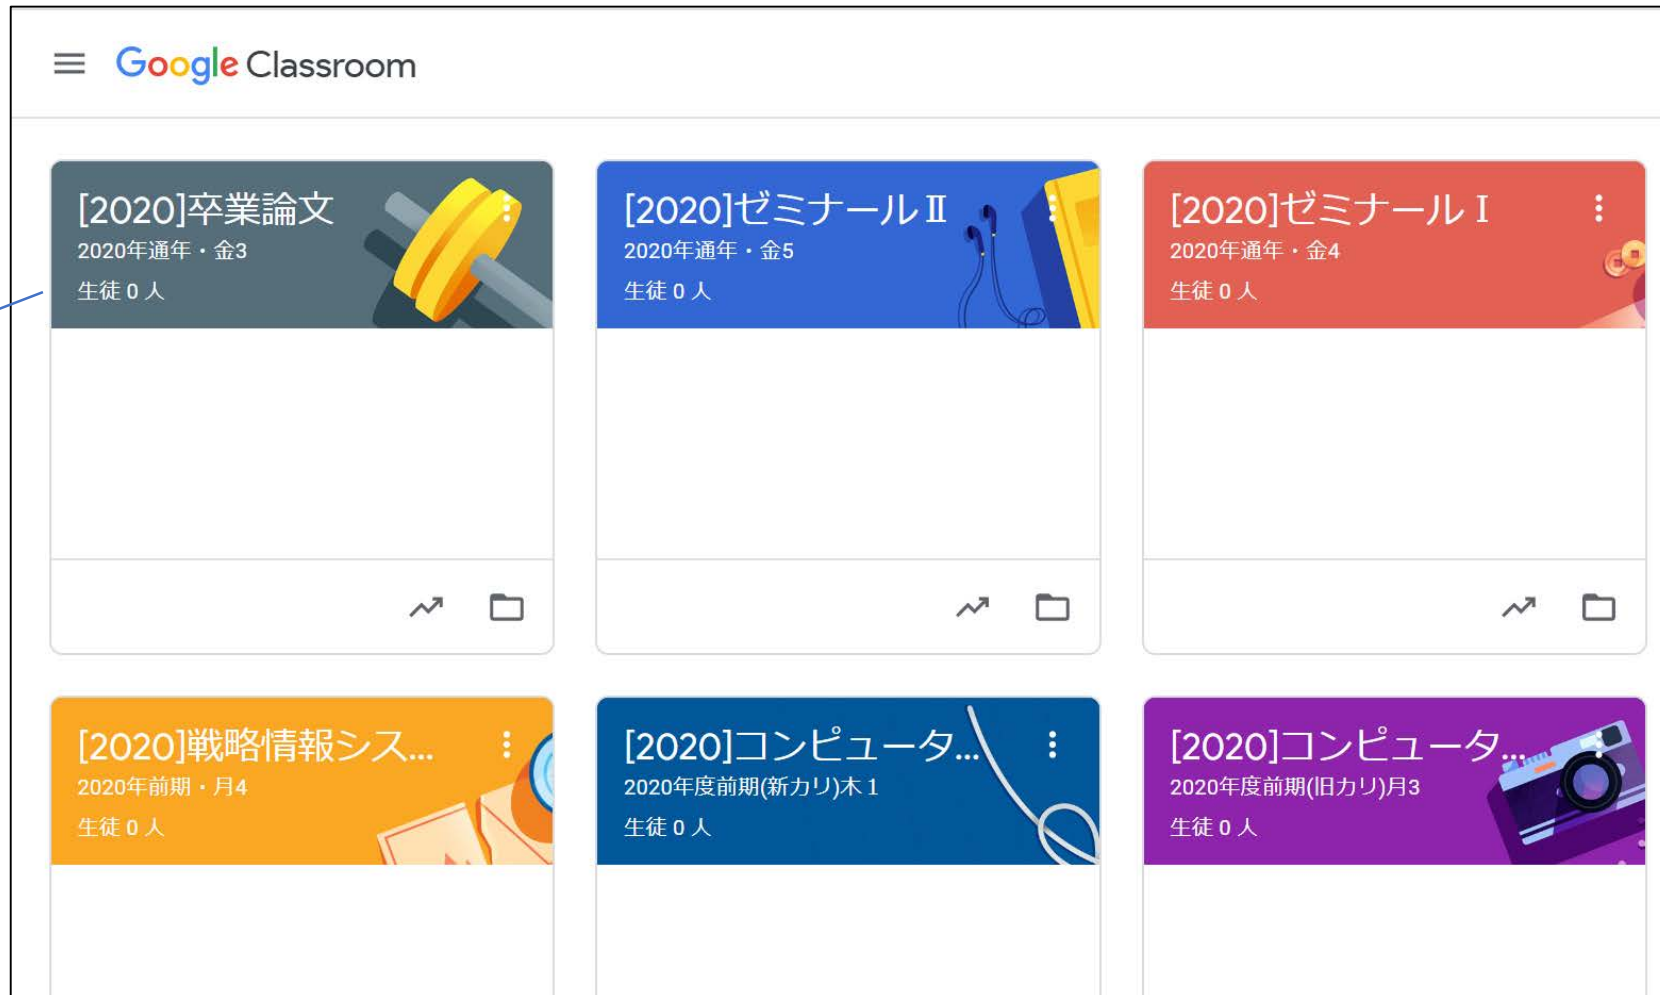 Google Classroom
[2020]卒業論文
2020年通年・金3
生徒 0 人
[2020]ゼミナールⅡ
2020年通年・金5
生徒 0 人
[2020]ゼミナールⅠ
2020年通年・金4
生徒 0 人
[2020]戦略情報シス...
2020年前期・月4
生徒 0 人
[2020]コンピュータ...
2020年度前期(新カリ)木１
生徒 0 人
[2020]コンピュータ...
2020年度前期(旧カリ)月3
生徒 0 人